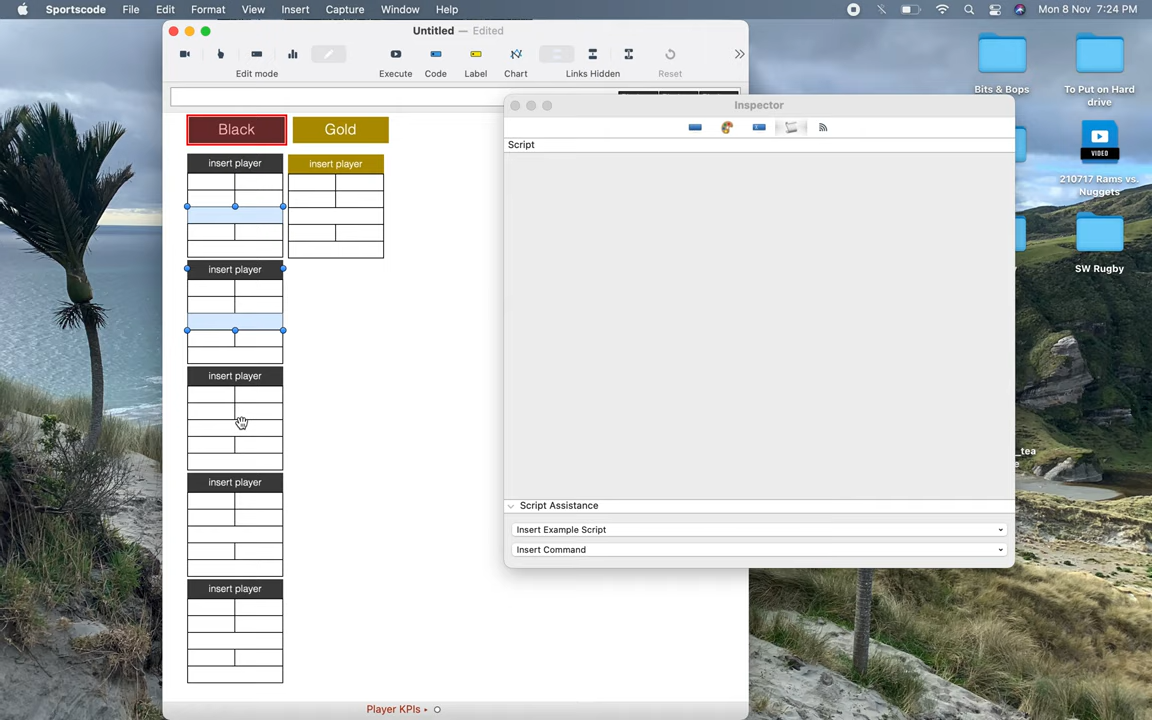 Sportscode File Edit Format View Insert Capture Window Help Mon 8 Nov 7:24 PM
Untitled — Edited
Edit mode Execute Code Label Chart Links Hidden Reset
Bits & Bops
To Put on Hard drive
Inspector
Black Gold
Script
insert player insert player
VIDEO
210717 Rams vs. Nuggets
insert player
SW Rugby
insert player
insert player
Script Assistance
Insert Example Script
Insert Command
insert player
Player KPIs